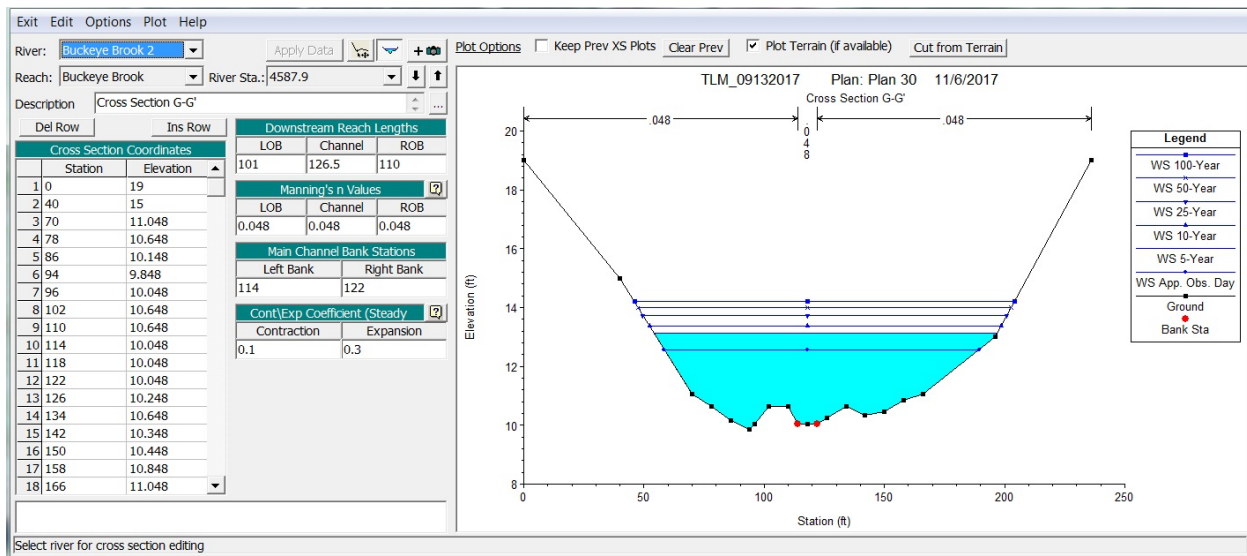 Exit Edit Options Plot Help
River: Buckeye Brook 2 Apply Data Plot Options Keep Prev XS Plots Clear Prev Plot Terrain (if available) Cut from Terrain
Reach: Buckeye Brook River Sta.: 4587.9
Description Cross Section G-G' ...
Del Row Ins Row
Cross Section Coordinates
Station Elevation
1 0 19
2 40 15
3 70 11.048
4 78 10.648
5 86 10.148
6 94 9.848
7 96 10.048
8 102 10.648
9 110 10.648
10 114 10.048
11 118 10.048
12 122 10.048
13 126 10.248
14 134 10.648
15 142 10.348
16 150 10.448
17 158 10.848
18 166 11.048
Downstream Reach Lengths
LOB Channel ROB
101 126.5 110
Manning's n Values ?
LOB Channel ROB
0.048 0.048 0.048
Main Channel Bank Stations
Left Bank Right Bank
114 122
Cont\Exp Coefficient (Steady ?
Contraction Expansion
0.1 0.3
TLM_09132017 Plan: Plan 30 11/6/2017
Cross Section G-G'
.048 .048 .048
Elevation (ft)
20
18
16
14
12
10
8
0 50 100 150 200 250
Station (ft)
Legend
WS 100-Year
WS 50-Year
WS 25-Year
WS 10-Year
WS 5-Year
WS App. Obs. Day
Ground
Bank Sta
Select river for cross section editing